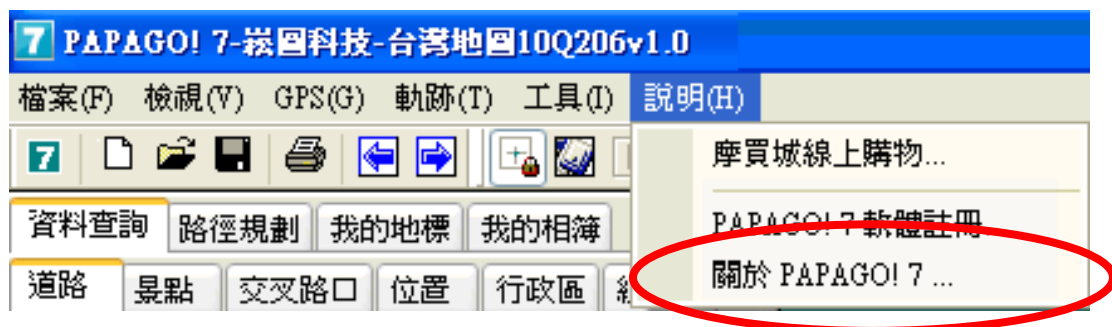 7 PAPAGO! 7-崧圖科技-台灣地圖10Q206v1.0
檔案(F) 檢視(V) GPS(G) 軌跡(T) 工具(I) 說明(H)
7
摩買城線上購物...
資料查詢 路徑規劃 我的地標 我的相簿
PAPAGO! 7 軟體註冊
道路 景點 交叉路口 位置 行政區
關於 PAPAGO! 7 ...